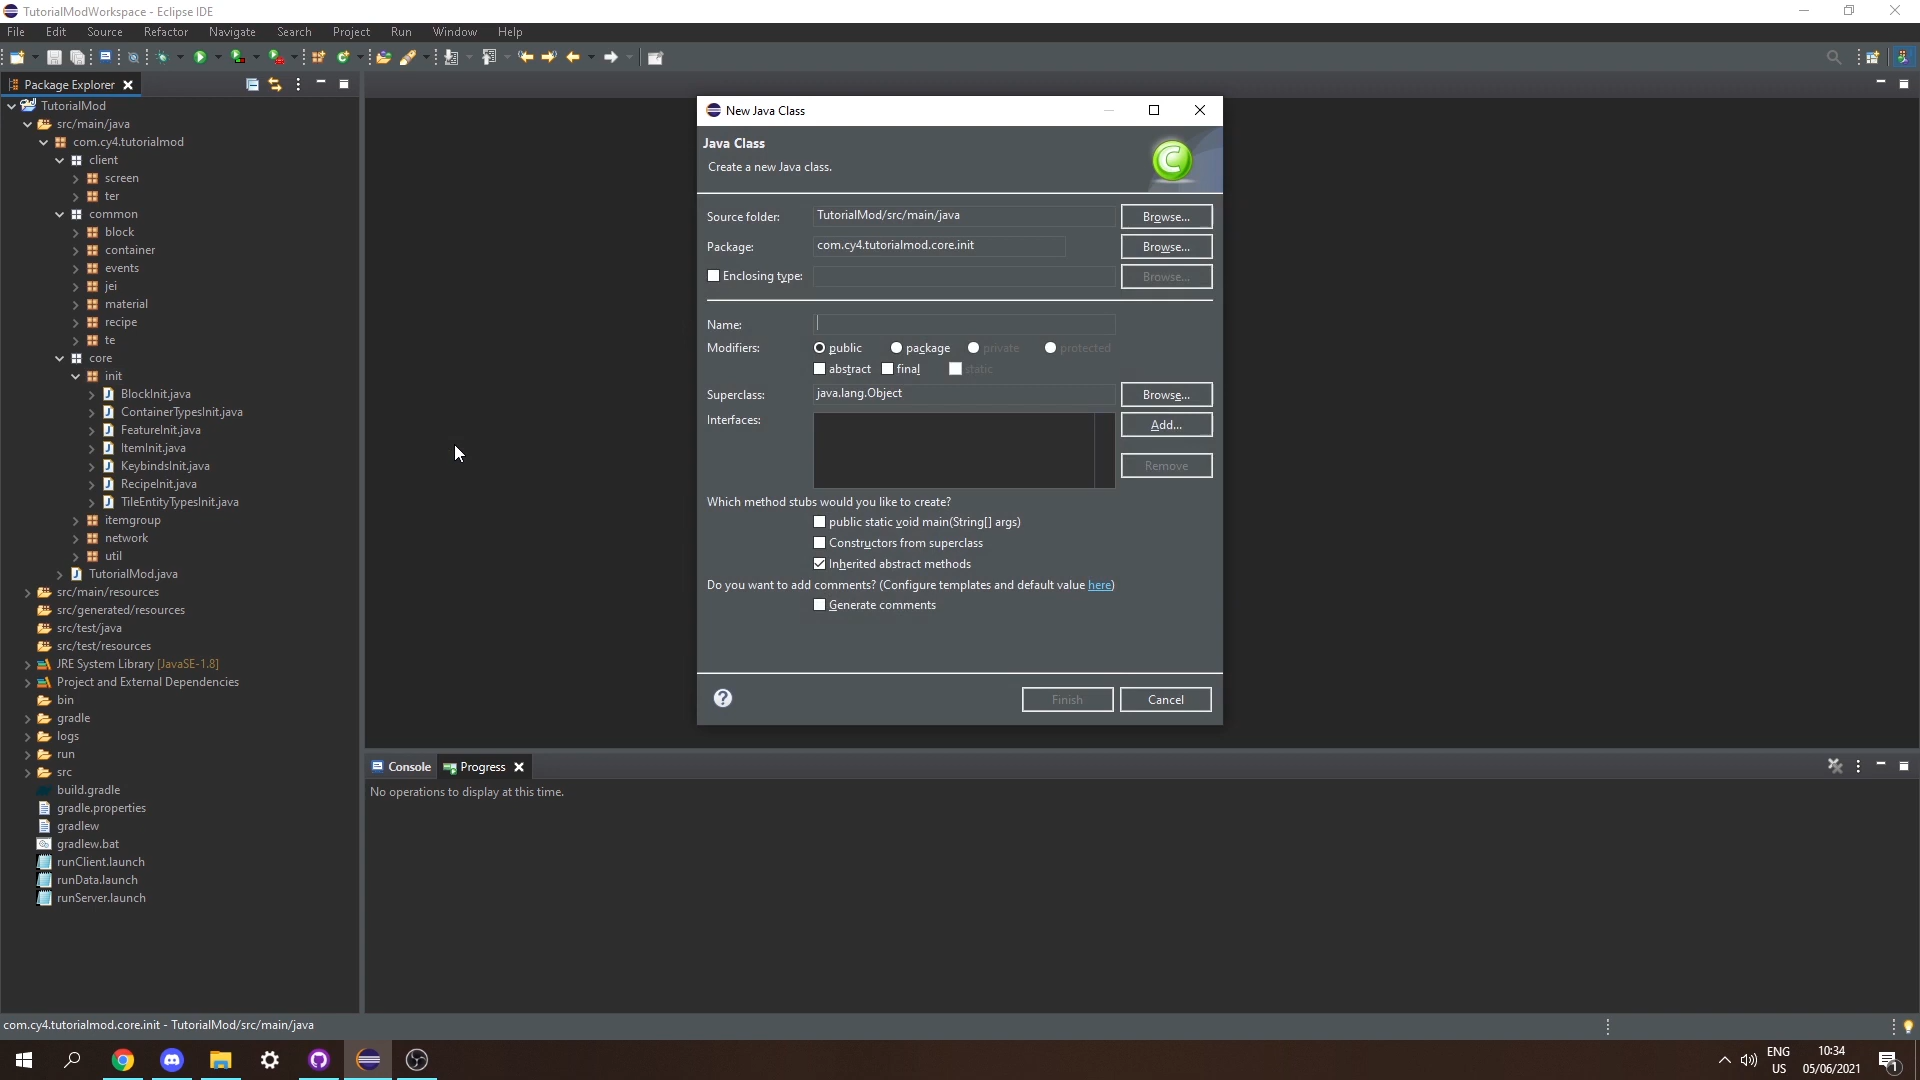 TutorialModWorkspace - Eclipse IDE
File Edit Source Refactor Navigate Search Project Run Window Help
Package Explorer
TutorialMod
src/main/java
com.cy4.tutorialmod
client
screen
ter
common
block
container
events
jei
material
recipe
te
core
init
BlockInit.java
ContainerTypesInit.java
FeatureInit.java
ItemInit.java
KeybindsInit.java
RecipeInit.java
TileEntityTypesInit.java
itemgroup
network
util
TutorialMod.java
src/main/resources
src/generated/resources
src/test/java
src/test/resources
JRE System Library [JavaSE-1.8]
Project and External Dependencies
bin
gradle
logs
run
src
build.gradle
gradle.properties
gradlew
gradlew.bat
runClient.launch
runData.launch
runServer.launch
New Java Class
Java Class
Create a new Java class.
C
Source folder: TutorialMod/src/main/java Browse...
Package: com.cy4.tutorialmod.core.init Browse...
Enclosing type: Browse...
Name:
Modifiers: public package private protected
abstract final static
Superclass: java.lang.Object Browse...
Interfaces: Add...
Remove
Which method stubs would you like to create?
public static void main(String[] args)
Constructors from superclass
Inherited abstract methods
Do you want to add comments? (Configure templates and default value here)
Generate comments
? Finish Cancel
Console Progress
No operations to display at this time.
com.cy4.tutorialmod.core.init - TutorialMod/src/main/java
ENG
US
10:34
05/06/2021
1